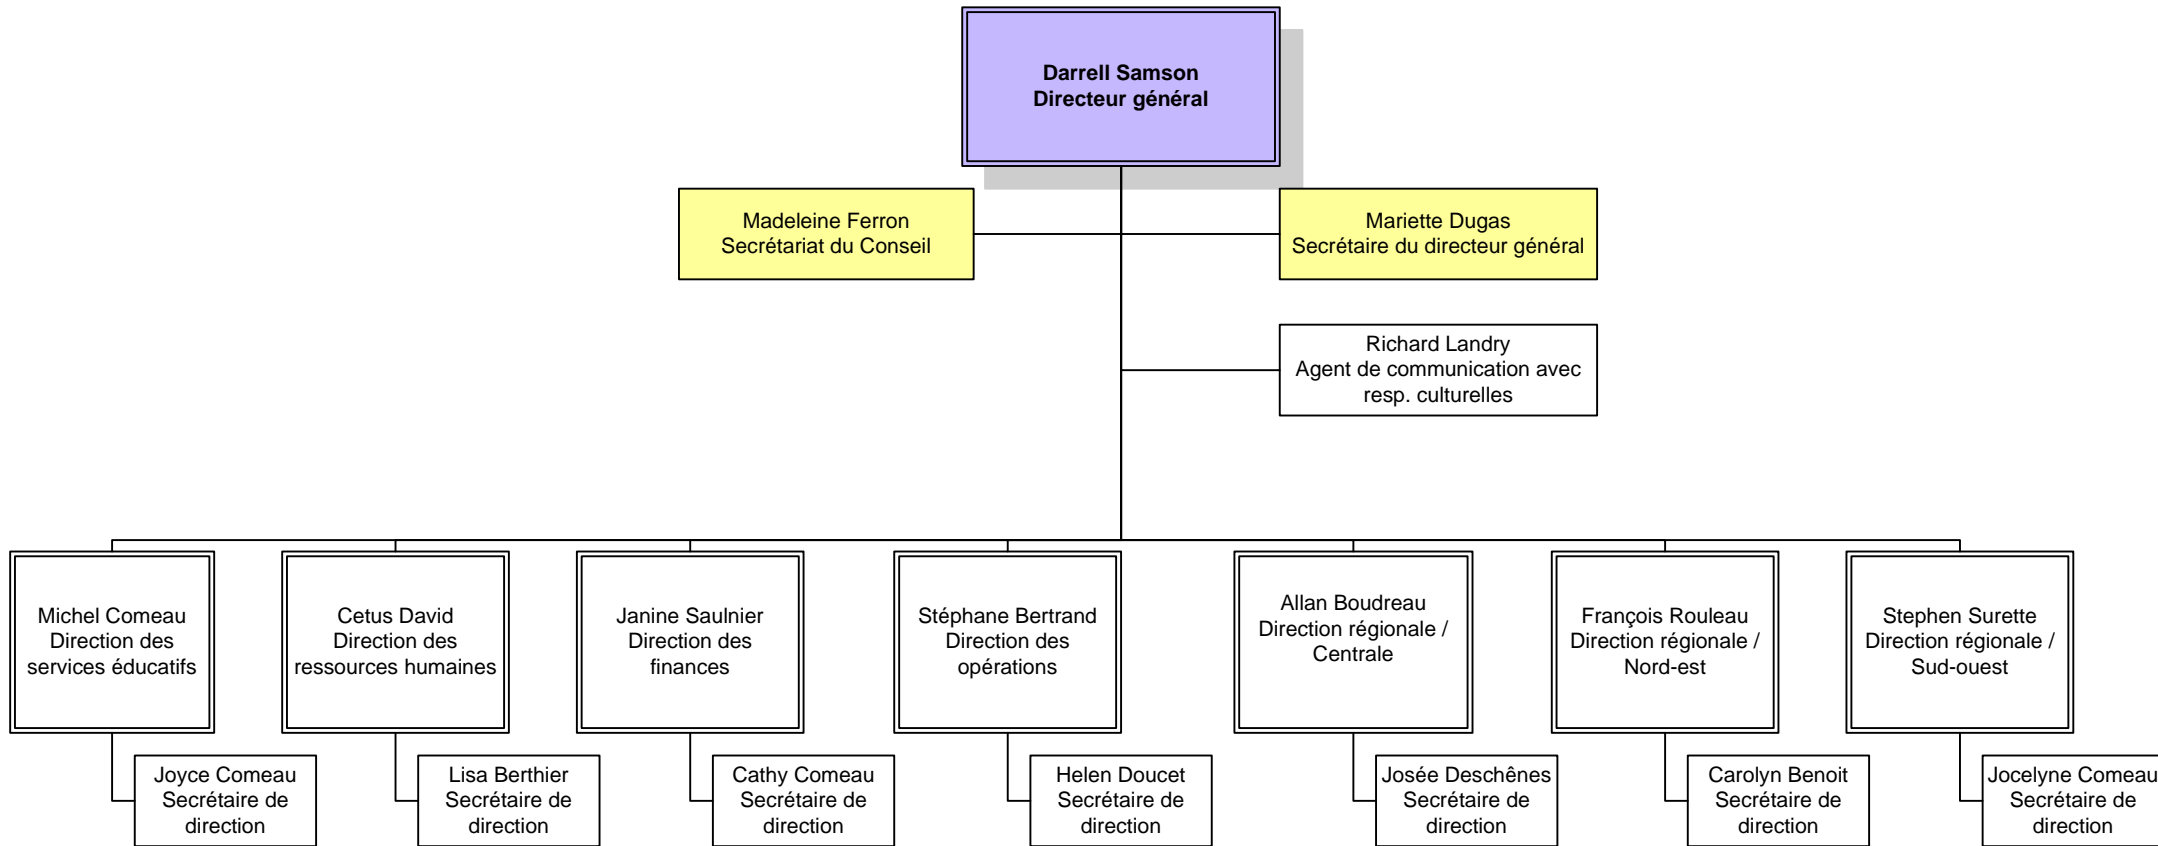 Darrell Samson
Directeur général
Madeleine Ferron
Secrétariat du Conseil
Mariette Dugas
Secrétaire du directeur général
Richard Landry
Agent de communication avec
resp. culturelles
Michel Comeau
Direction des
services éducatifs
Cetus David
Direction des
ressources humaines
Janine Saulnier
Direction des
finances
Stéphane Bertrand
Direction des
opérations
Allan Boudreau
Direction régionale /
Centrale
François Rouleau
Direction régionale /
Nord-est
Stephen Surette
Direction régionale /
Sud-ouest
Joyce Comeau
Secrétaire de
direction
Lisa Berthier
Secrétaire de
direction
Cathy Comeau
Secrétaire de
direction
Helen Doucet
Secrétaire de
direction
Josée Deschênes
Secrétaire de
direction
Carolyn Benoit
Secrétaire de
direction
Jocelyne Comeau
Secrétaire de
direction